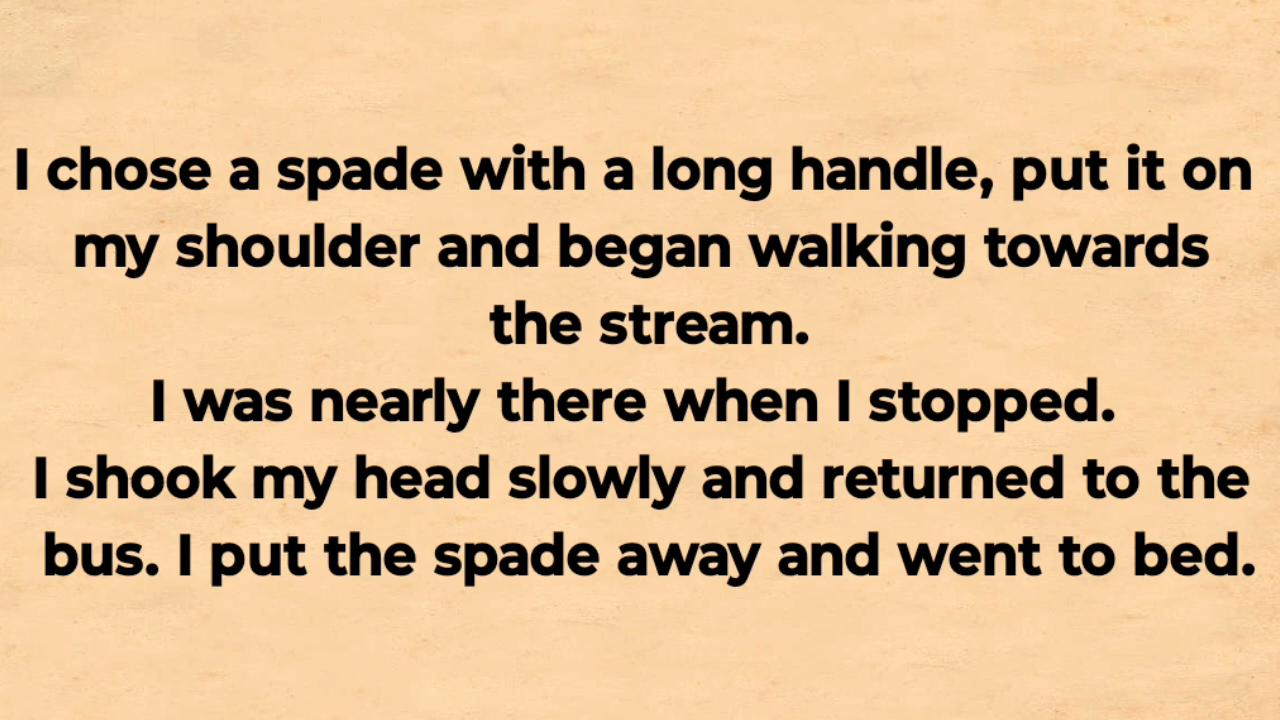 I chose a spade with a long handle, put it on
my shoulder and began walking towards
the stream.
I was nearly there when I stopped.
I shook my head slowly and returned to the
bus. I put the spade away and went to bed.